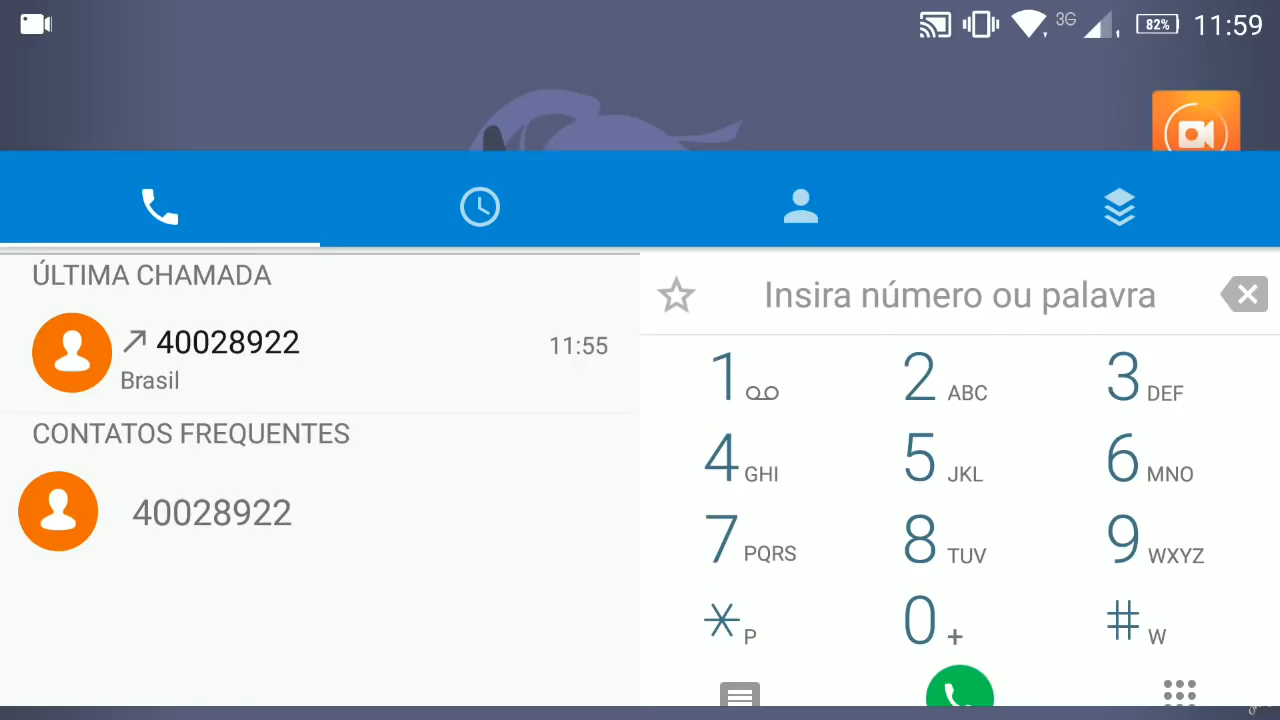 3G 82% 11:59
ÚLTIMA CHAMADA
40028922
Brasil
11:55
CONTATOS FREQUENTES
40028922
Insira número ou palavra
1 2 ABC 3 DEF
4 GHI 5 JKL 6 MNO
7 PQRS 8 TUV 9 WXYZ
* P 0 + # W